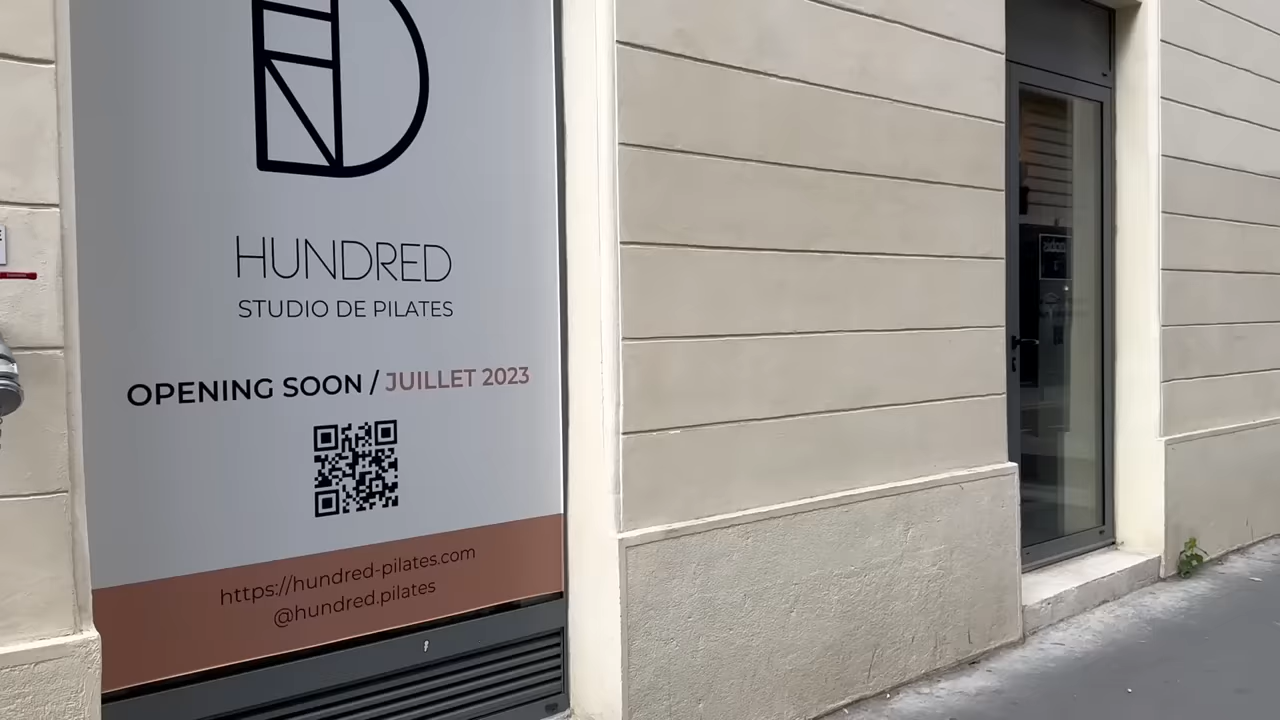 HUNDRED
STUDIO DE PILATES
OPENING SOON / JUILLET 2023
https://hundred-pilates.com
@hundred.pilates